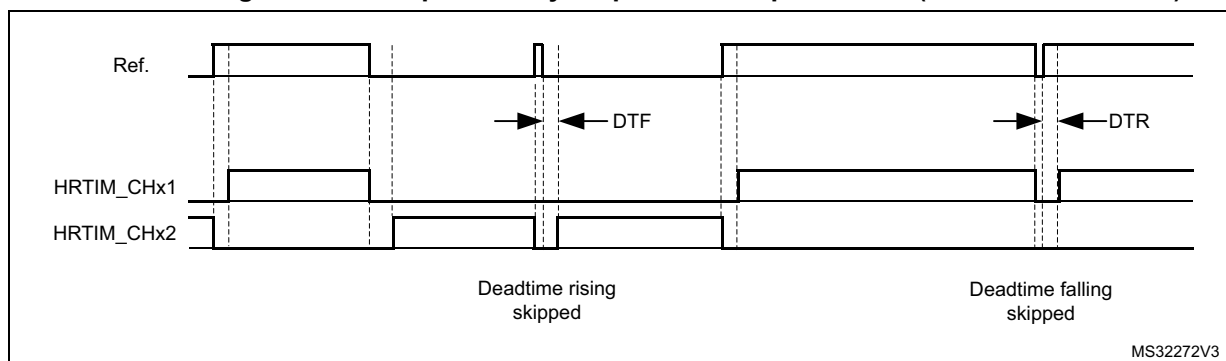 Ref.
DTF
DTR
HRTIM_CHx1
HRTIM_CHx2
Deadtime rising
skipped
Deadtime falling
skipped
MS32272V3